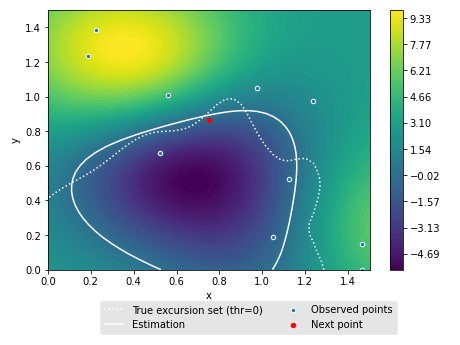 1.4
1.2
1.0
0.8
0.6
0.4
0.2
0.0
y
0.0 0.2 0.4 0.6 0.8 1.0 1.2 1.4
x
9.33
7.77
6.21
4.66
3.10
1.54
−0.02
−1.57
−3.13
−4.69
True excursion set (thr=0)
Estimation
Observed points
Next point